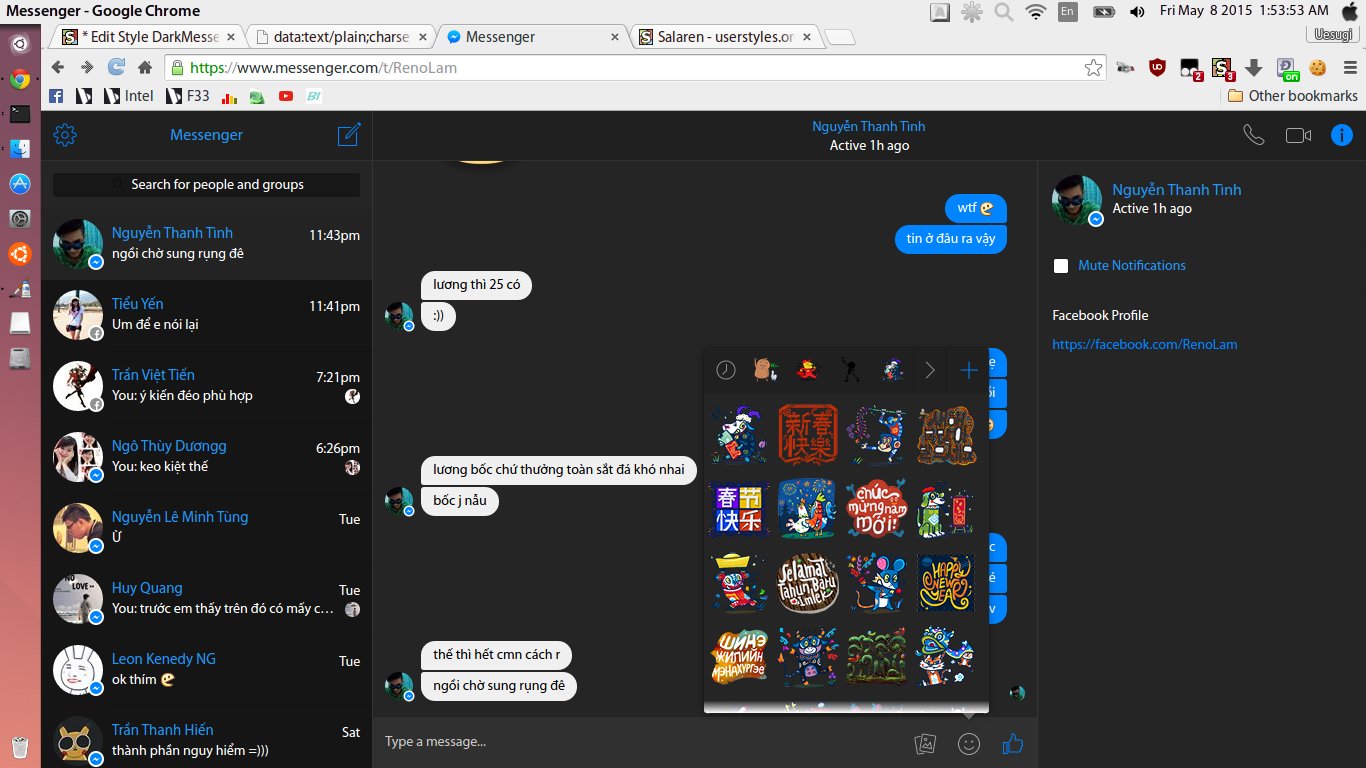 Messenger - Google Chrome
En
Fri May 8 2015 1:53:53 AM
* Edit Style DarkMesse
data:text/plain;charse
Messenger
Salaren - userstyles.or
Uesugi
https://www.messenger.com/t/RenoLam
2
3
on
Intel
F33
Other bookmarks
Messenger
Nguyễn Thanh Tình
Active 1h ago
Search for people and groups
Nguyễn Thanh Tình
11:43pm
ngồi chờ sung rụng đê
Tiểu Yến
11:41pm
Um để e nói lại
Trần Việt Tiến
7:21pm
You: ý kiến đéo phù hợp
Ngô Thùy Dươngg
6:26pm
You: keo kiệt thế
Nguyễn Lê Minh Tùng
Tue
Ừ
Huy Quang
Tue
You: trước em thấy trên đó có mấy c...
Leon Kenedy NG
Tue
ok thím
Trần Thanh Hiến
Sat
thành phần nguy hiểm =)))
wtf
tin ở đâu ra vậy
lương thì 25 có
:))
lương bốc chứ thưởng toàn sắt đá khó nhai
bốc j nẫu
thế thì hết cmn cách r
ngồi chờ sung rụng đê
新春
快樂
春节
快乐
chúc
mừng năm
mới!
Selamat
Tahun Baru
Imlek
HAPPY
NEW
YEAR
ШИНЭ
ЖИЛИЙН
МЭНДХҮРГЭЕ
Type a message...
Nguyễn Thanh Tình
Active 1h ago
Mute Notifications
Facebook Profile
https://facebook.com/RenoLam